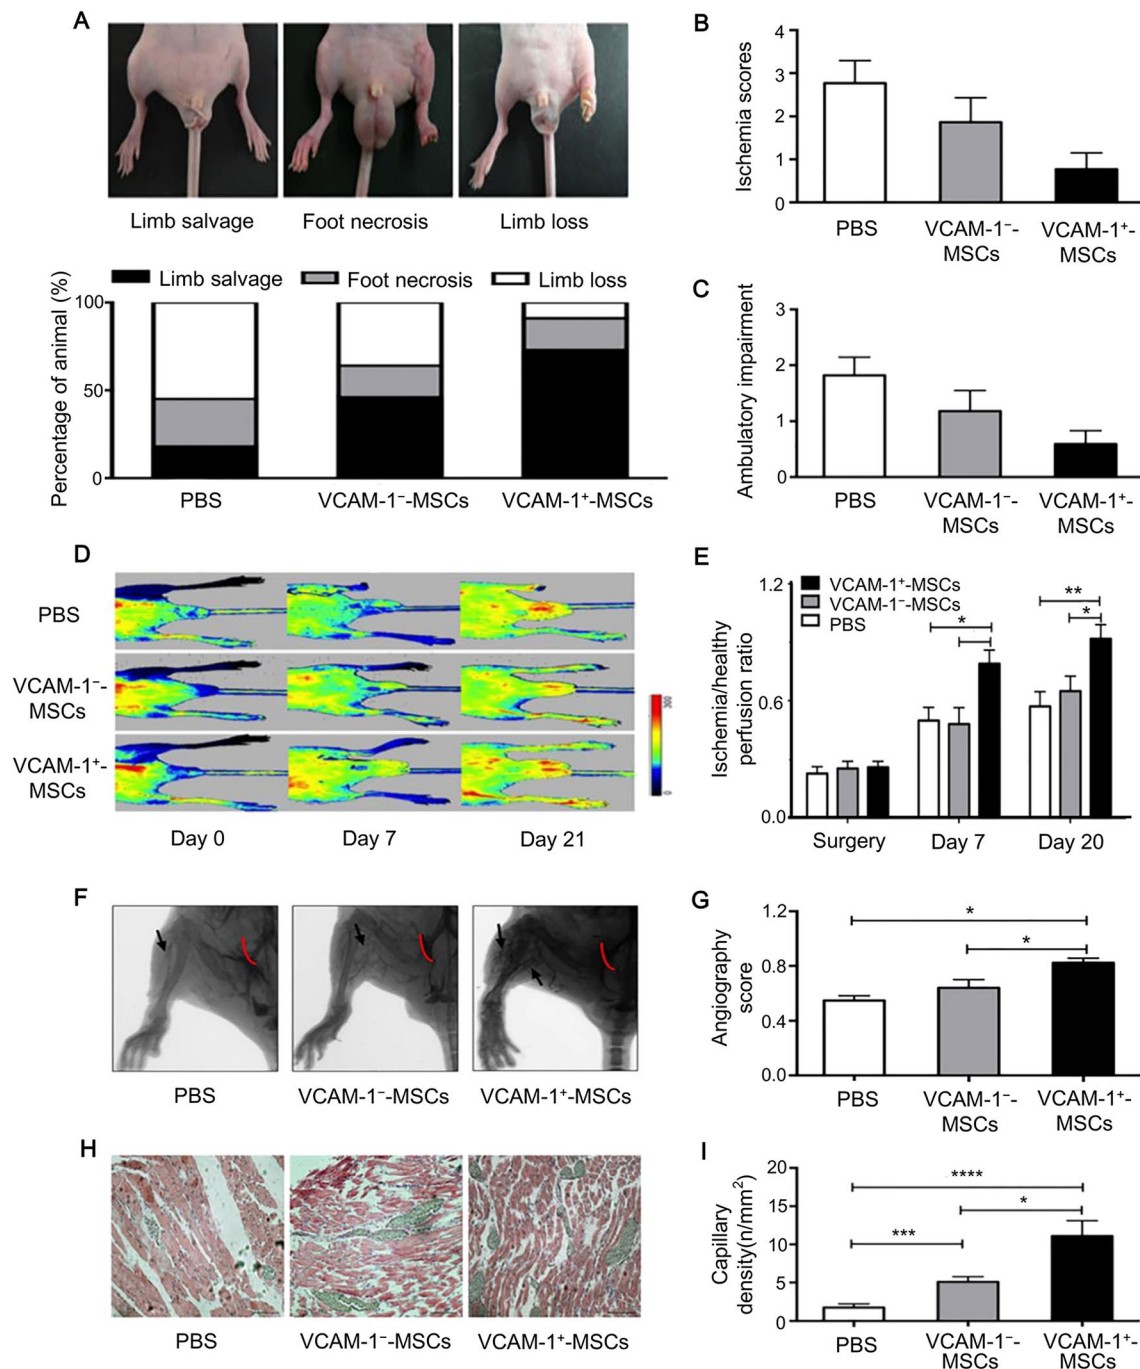 A
Limb salvage
Foot necrosis
Limb loss
Limb salvage
Foot necrosis
Limb loss
Percentage of animal (%)
100
50
0
PBS
VCAM-1⁻-MSCs
VCAM-1⁺-MSCs
B
Ischemia scores
4
3
2
1
0
PBS
VCAM-1⁻-
MSCs
VCAM-1⁺-
MSCs
C
Ambulatory impairment
3
2
1
0
PBS
VCAM-1⁻-
MSCs
VCAM-1⁺-
MSCs
D
PBS
VCAM-1⁻-
MSCs
VCAM-1⁺-
MSCs
300
0
Day 0
Day 7
Day 21
E
VCAM-1⁺-MSCs
VCAM-1⁻-MSCs
PBS
Ischemia/healthy
perfusion ratio
1.2
0.6
0.0
*
**
*
Surgery
Day 7
Day 20
F
PBS
VCAM-1⁻-MSCs
VCAM-1⁺-MSCs
G
Angiography
score
1.2
0.8
0.4
0.0
*
*
PBS
VCAM-1⁻-
MSCs
VCAM-1⁺-
MSCs
H
PBS
VCAM-1⁻-MSCs
VCAM-1⁺-MSCs
I
Capillary
density(n/mm²)
20
15
10
5
0
****
*
***
PBS
VCAM-1⁻-
MSCs
VCAM-1⁺-
MSCs